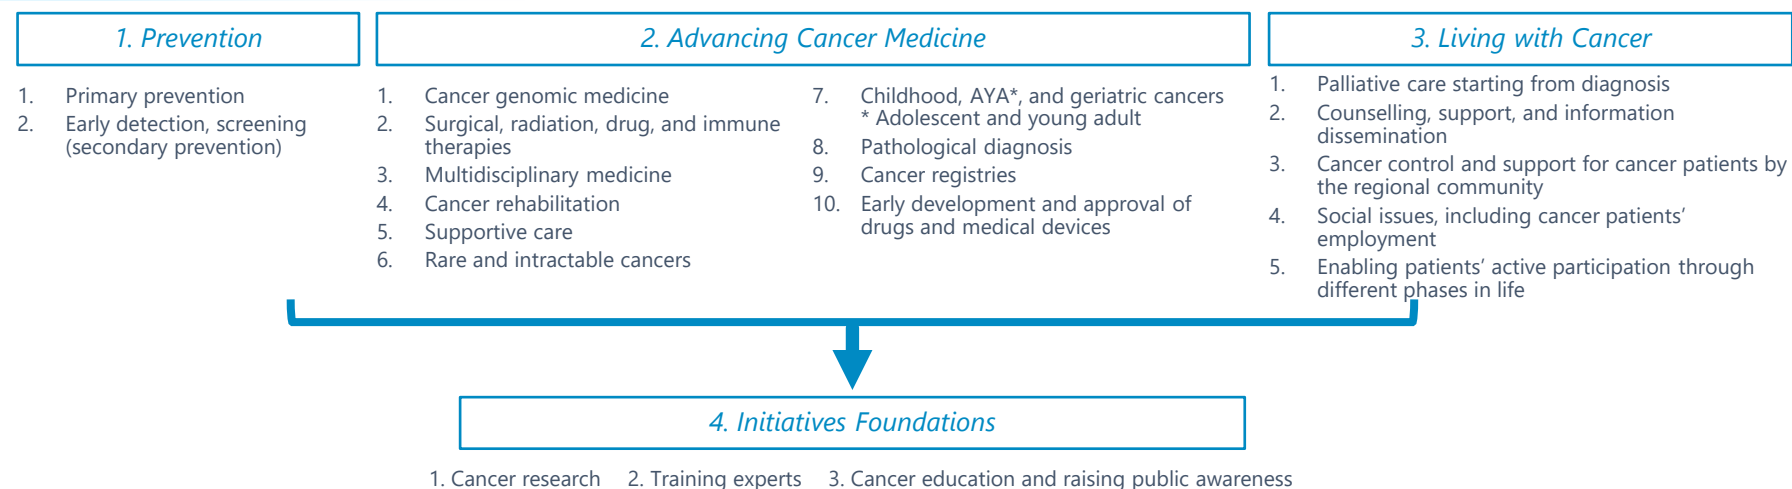 1. Prevention
1. Primary prevention
2. Early detection, screening
(secondary prevention)
2. Advancing Cancer Medicine
1. Cancer genomic medicine
2. Surgical, radiation, drug, and immune
therapies
3. Multidisciplinary medicine
4. Cancer rehabilitation
5. Supportive care
6. Rare and intractable cancers
7. Childhood, AYA*, and geriatric cancers
* Adolescent and young adult
8. Pathological diagnosis
9. Cancer registries
10. Early development and approval of
drugs and medical devices
3. Living with Cancer
1. Palliative care starting from diagnosis
2. Counselling, support, and information
dissemination
3. Cancer control and support for cancer patients by
the regional community
4. Social issues, including cancer patients’
employment
5. Enabling patients’ active participation through
different phases in life
4. Initiatives Foundations
1. Cancer research 2. Training experts 3. Cancer education and raising public awareness